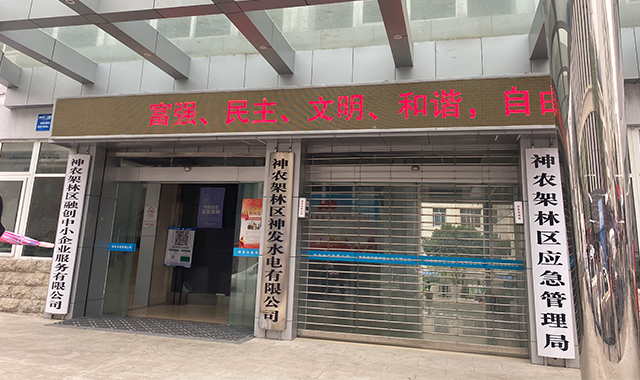 富强、民主、文明、和谐，自由
神农架林区融创中小企业服务有限公司
神农架林区神发水电有限公司
神农架林区应急管理局